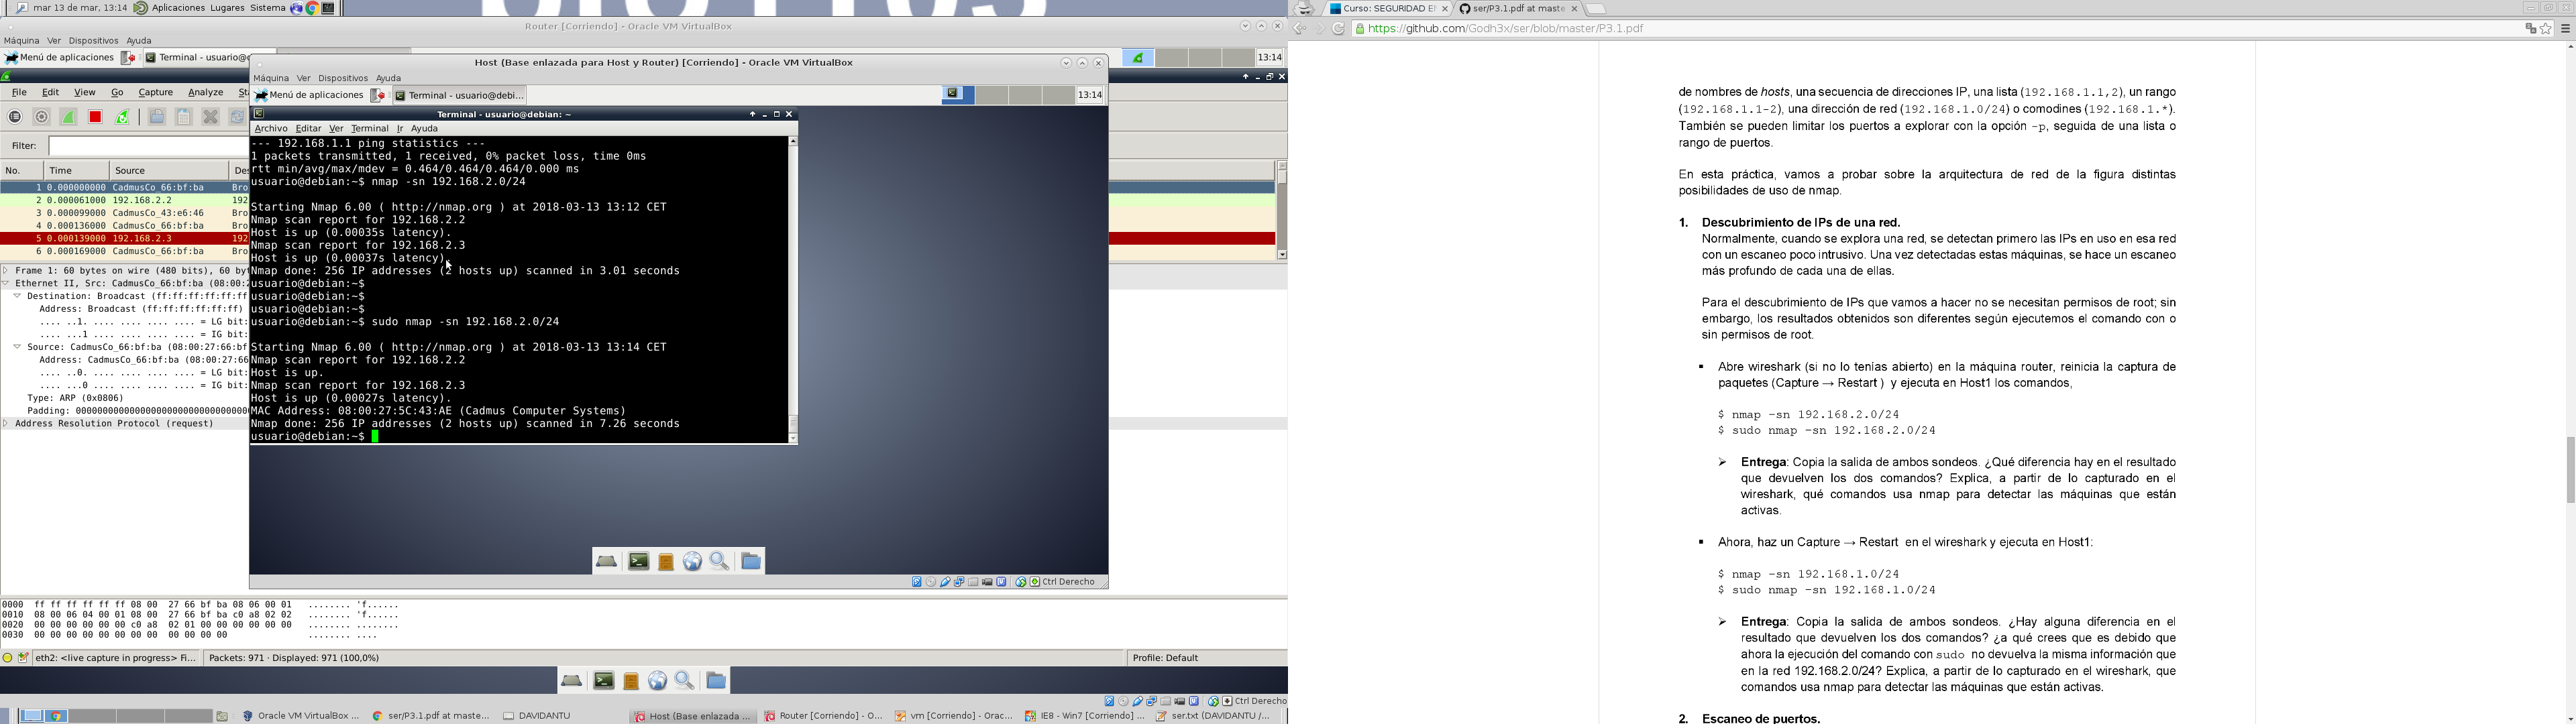 mar 13 de mar, 13:14 Aplicaciones Lugares Sistema
Router [Corriendo] - Oracle VM VirtualBox
Máquina Ver Dispositivos Ayuda
Menú de aplicaciones Terminal - usuario@d 13:14
File Edit View Go Capture Analyze St
Filter:
No. Time Source Des
1 0.000000000 CadmusCo_66:bf:ba Bro
2 0.000061000 192.168.2.2 192
3 0.000099000 CadmusCo_43:e6:46 Bro
4 0.000136000 CadmusCo_66:bf:ba Bro
5 0.000139000 192.168.2.3 192
6 0.000169000 CadmusCo_66:bf:ba Bro
Frame 1: 60 bytes on wire (480 bits), 60 byt
Ethernet II, Src: CadmusCo_66:bf:ba (08:00:2
Destination: Broadcast (ff:ff:ff:ff:ff:ff)
Address: Broadcast (ff:ff:ff:ff:ff:ff)
.... ..1. .... .... .... .... = LG bit:
.... ...1 .... .... .... .... = IG bit:
Source: CadmusCo_66:bf:ba (08:00:27:66:bf
Address: CadmusCo_66:bf:ba (08:00:27:66
.... ..0. .... .... .... .... = LG bit:
.... ...0 .... .... .... .... = IG bit:
Type: ARP (0x0806)
Padding: 0000000000000000000000000000
Address Resolution Protocol (request)
Host (Base enlazada para Host y Router) [Corriendo] - Oracle VM VirtualBox
Máquina Ver Dispositivos Ayuda
Menú de aplicaciones Terminal - usuario@debi... 13:14
Terminal - usuario@debian: ~
Archivo Editar Ver Terminal Ir Ayuda
--- 192.168.1.1 ping statistics ---
1 packets transmitted, 1 received, 0% packet loss, time 0ms
rtt min/avg/max/mdev = 0.464/0.464/0.464/0.000 ms
usuario@debian:~$ nmap -sn 192.168.2.0/24
Starting Nmap 6.00 ( http://nmap.org ) at 2018-03-13 13:12 CET
Nmap scan report for 192.168.2.2
Host is up (0.00035s latency).
Nmap scan report for 192.168.2.3
Host is up (0.00037s latency).
Nmap done: 256 IP addresses (2 hosts up) scanned in 3.01 seconds
usuario@debian:~$
usuario@debian:~$
usuario@debian:~$
usuario@debian:~$ sudo nmap -sn 192.168.2.0/24
Starting Nmap 6.00 ( http://nmap.org ) at 2018-03-13 13:14 CET
Nmap scan report for 192.168.2.2
Host is up.
Nmap scan report for 192.168.2.3
Host is up (0.00027s latency).
MAC Address: 08:00:27:5C:43:AE (Cadmus Computer Systems)
Nmap done: 256 IP addresses (2 hosts up) scanned in 7.26 seconds
usuario@debian:~$
Ctrl Derecho
0000 ff ff ff ff ff ff 08 00 27 66 bf ba 08 06 00 01 ........ 'f......
0010 08 00 06 04 00 01 08 00 27 66 bf ba c0 a8 02 02 ........ 'f......
0020 00 00 00 00 00 00 c0 a8 02 01 00 00 00 00 00 00 ........ ........
0030 00 00 00 00 00 00 00 00 00 00 00 00 ........ ....
eth2: <live capture in progress> Fi... Packets: 971 · Displayed: 971 (100,0%) Profile: Default
Ctrl Derecho
Oracle VM VirtualBox ... ser/P3.1.pdf at maste... DAVIDANTU Host (Base enlazada ... Router [Corriendo] - O... vm [Corriendo] - Orac... IE8 - Win7 [Corriendo] ... ser.txt (DAVIDANTU /...
Curso: SEGURIDAD E ser/P3.1.pdf at maste
https://github.com/Godh3x/ser/blob/master/P3.1.pdf
de nombres de hosts, una secuencia de direcciones IP, una lista (192.168.1.1,2), un rango
(192.168.1.1-2), una dirección de red (192.168.1.0/24) o comodines (192.168.1.*).
También se pueden limitar los puertos a explorar con la opción -p, seguida de una lista o
rango de puertos.
En esta práctica, vamos a probar sobre la arquitectura de red de la figura distintas
posibilidades de uso de nmap.
1. Descubrimiento de IPs de una red.
Normalmente, cuando se explora una red, se detectan primero las IPs en uso en esa red
con un escaneo poco intrusivo. Una vez detectadas estas máquinas, se hace un escaneo
más profundo de cada una de ellas.
Para el descubrimiento de IPs que vamos a hacer no se necesitan permisos de root; sin
embargo, los resultados obtenidos son diferentes según ejecutemos el comando con o
sin permisos de root.
▪ Abre wireshark (si no lo tenías abierto) en la máquina router, reinicia la captura de
paquetes (Capture → Restart ) y ejecuta en Host1 los comandos,
$ nmap -sn 192.168.2.0/24
$ sudo nmap -sn 192.168.2.0/24
➢ Entrega: Copia la salida de ambos sondeos. ¿Qué diferencia hay en el resultado
que devuelven los dos comandos? Explica, a partir de lo capturado en el
wireshark, qué comandos usa nmap para detectar las máquinas que están
activas.
▪ Ahora, haz un Capture → Restart en el wireshark y ejecuta en Host1:
$ nmap -sn 192.168.1.0/24
$ sudo nmap -sn 192.168.1.0/24
➢ Entrega: Copia la salida de ambos sondeos. ¿Hay alguna diferencia en el
resultado que devuelven los dos comandos? ¿a qué crees que es debido que
ahora la ejecución del comando con sudo no devuelva la misma información que
en la red 192.168.2.0/24? Explica, a partir de lo capturado en el wireshark, que
comandos usa nmap para detectar las máquinas que están activas.
2. Escaneo de puertos.